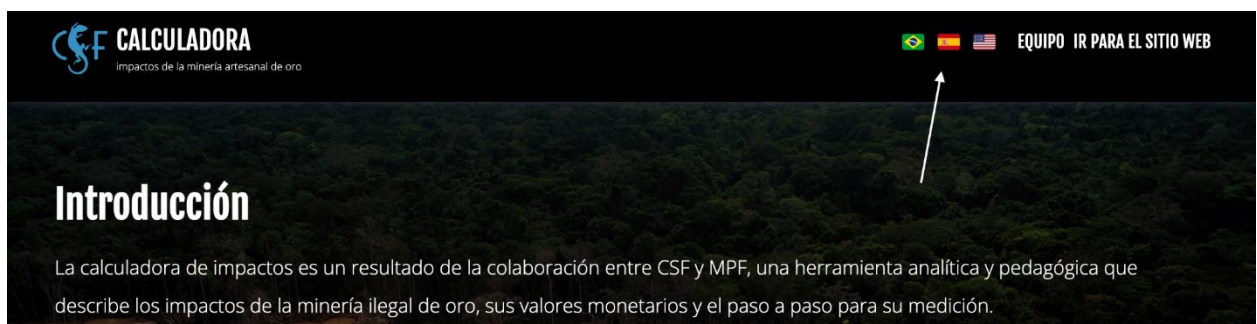 CSF CALCULADORA
impactos de la minería artesanal de oro
EQUIPO IR PARA EL SITIO WEB
Introducción
La calculadora de impactos es un resultado de la colaboración entre CSF y MPF, una herramienta analítica y pedagógica que
describe los impactos de la minería ilegal de oro, sus valores monetarios y el paso a paso para su medición.